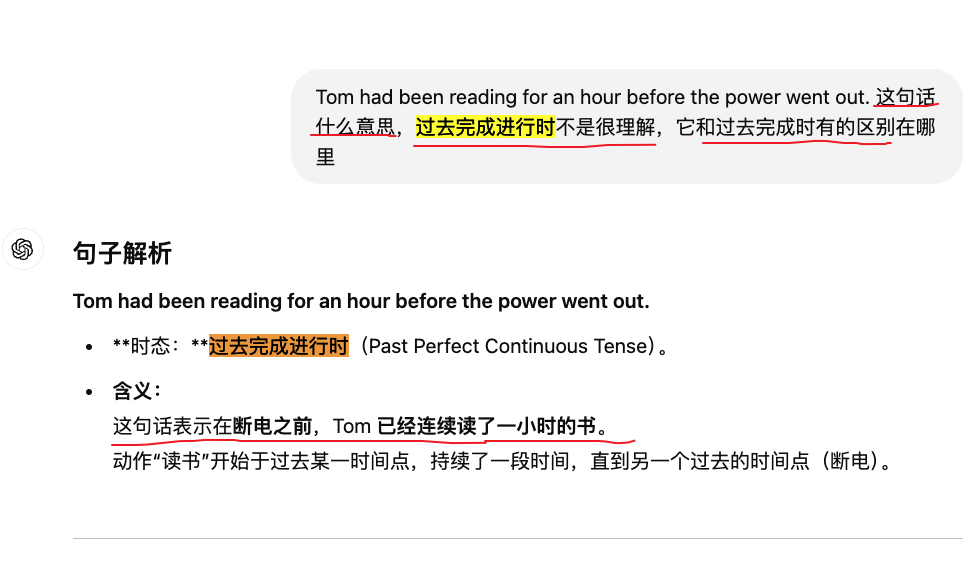 Tom had been reading for an hour before the power went out. 这句话
什么意思，过去完成进行时不是很理解，它和过去完成时有的区别在哪
里
句子解析
Tom had been reading for an hour before the power went out.
• **时态：**过去完成进行时（Past Perfect Continuous Tense）。
• 含义：
这句话表示在断电之前，Tom 已经连续读了一小时的书。
动作“读书”开始于过去某一时间点，持续了一段时间，直到另一个过去的时间点（断电）。